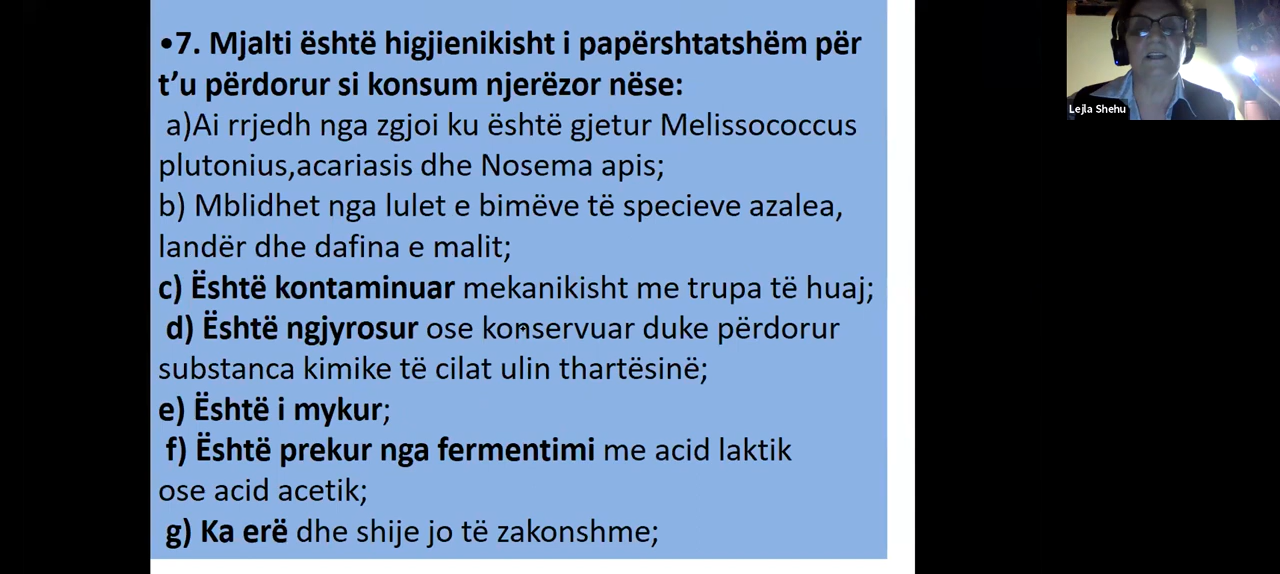 •7. Mjalti është higjienikisht i papërshtatshëm për
t’u përdorur si konsum njerëzor nëse:
a)Ai rrjedh nga zgjoi ku është gjetur Melissococcus
plutonius,acariasis dhe Nosema apis;
b) Mblidhet nga lulet e bimëve të specieve azalea,
landër dhe dafina e malit;
c) Është kontaminuar mekanikisht me trupa të huaj;
d) Është ngjyrosur ose konservuar duke përdorur
substanca kimike të cilat ulin thartësinë;
e) Është i mykur;
f) Është prekur nga fermentimi me acid laktik
ose acid acetik;
g) Ka erë dhe shije jo të zakonshme;
Lejla Shehu